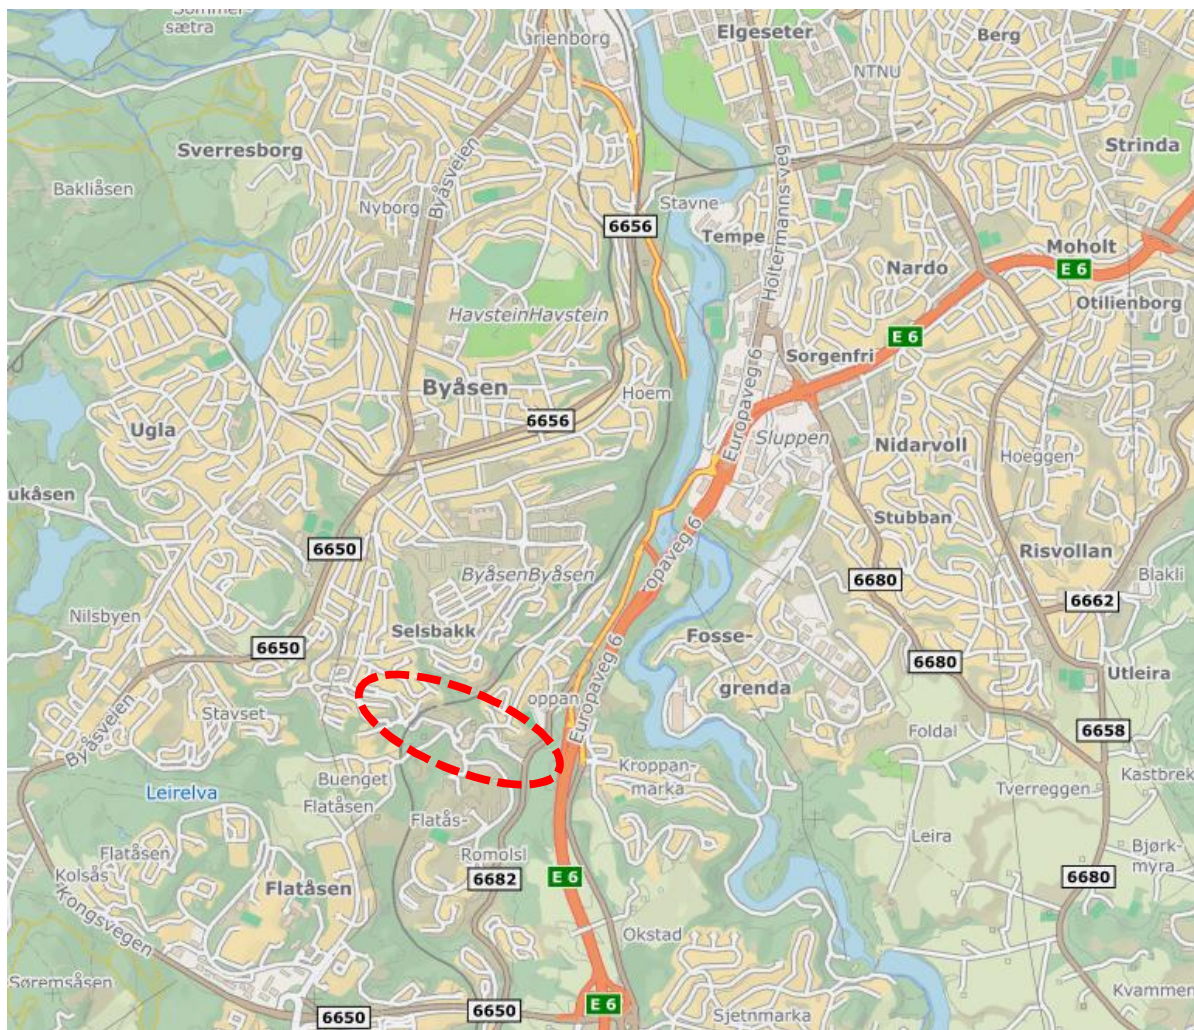 Sommer-
sætra
arienborg
Elgeseter
Berg
NTNU
Strinda
Sverresborg
Byåsveien
Bakliåsen
Nyborg
Stavne
6656
Tempe
Holtermanns veg
Moholt
Nardo
E 6
Otilienborg
HavsteinHavstein
E 6
Sorgenfri
Byåsen
Hoem
Europaveg 6
6656
Ugla
Sluppen
Nidarvoll
Hoeggen
ukåsen
Stubban
6650
Europaveg 6
ropaveg 6
Risvollan
ByåsenByåsen
6680
Blakli
6662
Nilsbyen
Selsbakk
Fosse-
grenda
6650
6680
Utleira
Byåsveien
Stavset
oppan
Europaveg 6
Foldal
6658
Buenget
Kroppan-
marka
Kastbrek
Leirelva
Flatåsen
Tverreggen
Flatås-
Leira
Flatåsen
Romolsl
Bjørk-
myra
Kolsås
6682
E 6
6680
Flatåsen
Kongsvegen
Okstad
Søremsåsen
Kvammen
6650
6650
E 6
Sjetnmarka